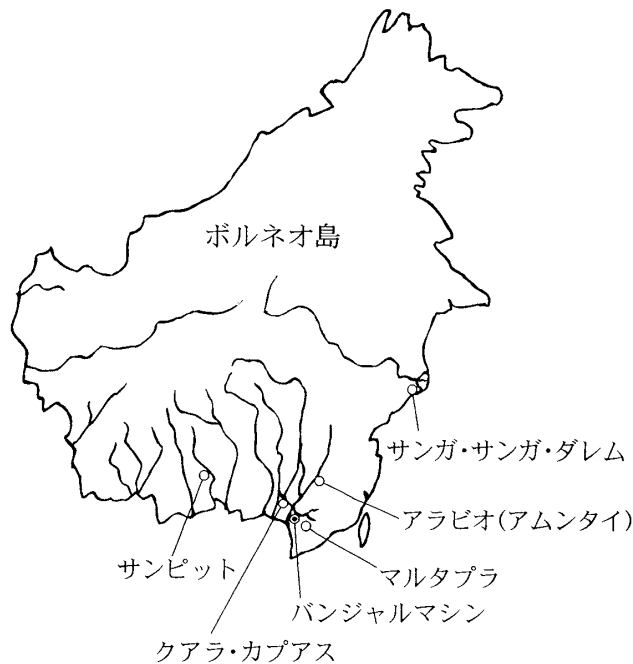 ボルネオ島
サンガ・サンガ・ダレム
アラビオ(アムンタイ)
サンピット
マルタプラ
バンジャルマシン
クアラ・カプアス